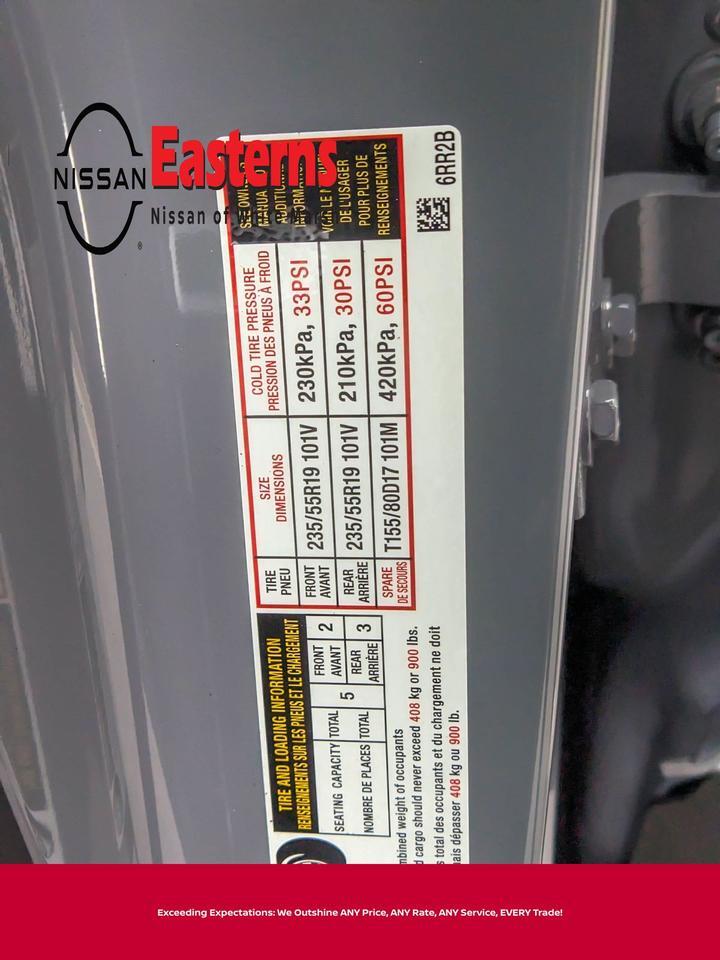 NISSAN
Easterns
Nissan of
®
TIRE AND LOADING INFORMATION
RENSEIGNEMENTS SUR LES PNEUS ET LE CHARGEMENT
SEATING CAPACITY
NOMBRE DE PLACES
TOTAL
TOTAL
5
FRONT
AVANT
2
REAR
ARRIÈRE
3
mbined weight of occupants
d cargo should never exceed 408 kg or 900 lbs.
s total des occupants et du chargement ne doit
ais dépasser 408 kg ou 900 lb.
TIRE
PNEU
SIZE
DIMENSIONS
COLD TIRE PRESSURE
PRESSION DES PNEUS À FROID
FRONT
AVANT
235/55R19 101V
230kPa, 33PSI
REAR
ARRIÈRE
235/55R19 101V
210kPa, 30PSI
SPARE
DE SECOURS
T155/80D17 101M
420kPa, 60PSI
DE L'USAGER
POUR PLUS DE
RENSEIGNEMENTS
6RR2B
Exceeding Expectations: We Outshine ANY Price, ANY Rate, ANY Service, EVERY Trade!